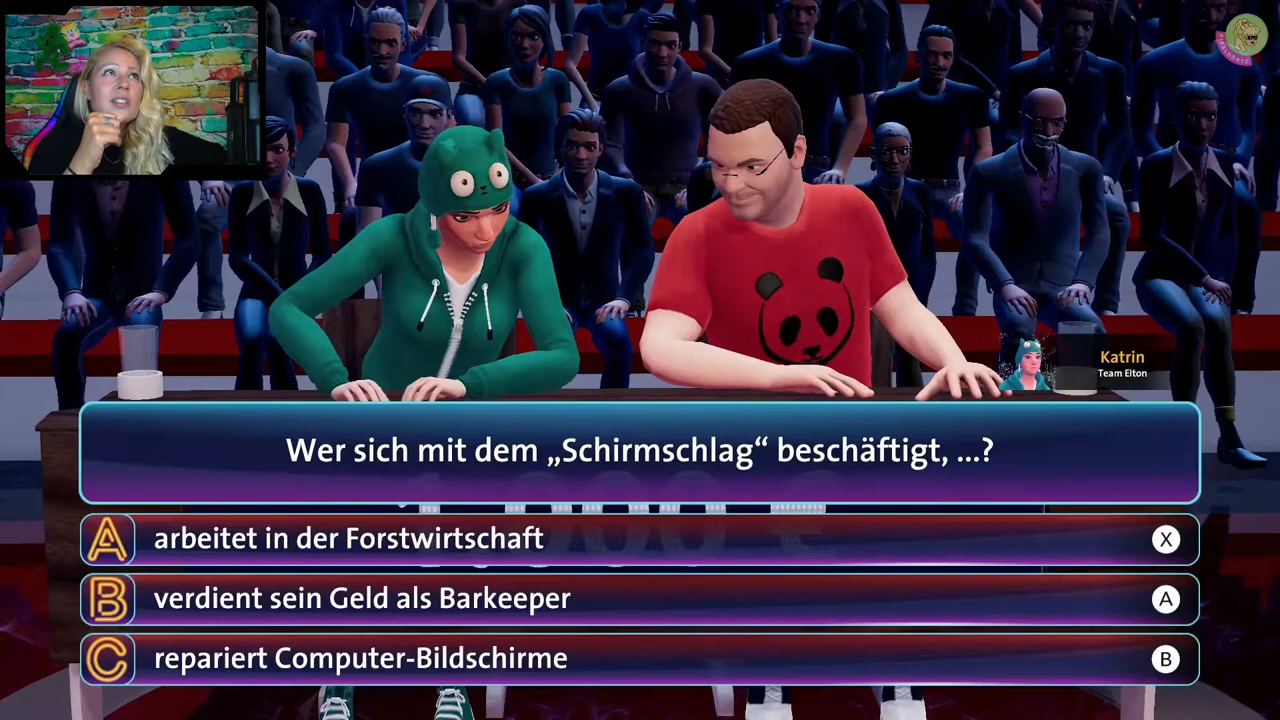 Katrin
Team Elton
Wer sich mit dem „Schirmschlag“ beschäftigt, ...?
A arbeitet in der Forstwirtschaft X
B verdient sein Geld als Barkeeper A
C repariert Computer-Bildschirme B